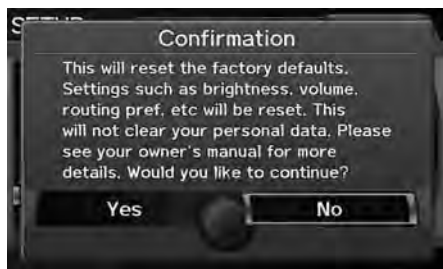 SETUP
Confirmation
This will reset the factory defaults.
Settings such as brightness, volume,
routing pref, etc will be reset. This
will not clear your personal data. Please
see your owner's manual for more
details. Would you like to continue?
Yes
No